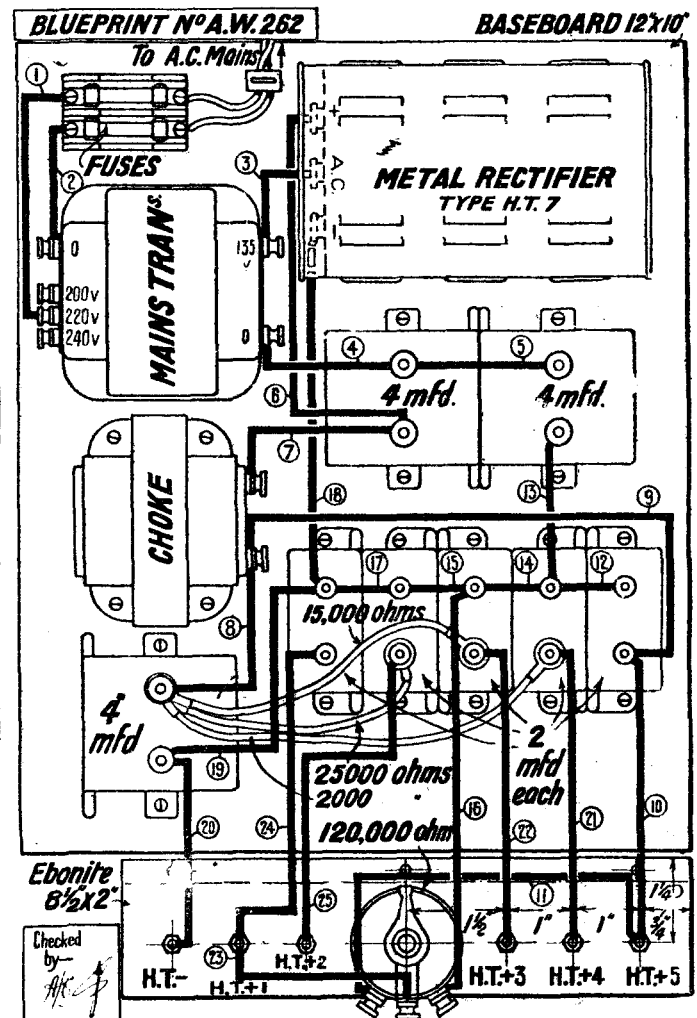 BLUEPRINT Nº A.W. 262
BASEBOARD 12"x10"
To A.C. Mains
1
FUSES
2
3
+
A.C
−
METAL RECTIFIER
TYPE H.T. 7
MAINS TRANS.
0
200v
220v
240v
135
v
0
4
5
4 mfd.
4 mfd.
6
7
CHOKE
18
13
9
17
15
14
12
15,000 ohms
8
4
mfd
19
25000 ohms
2000
2
mfd
each
20
24
120,000 ohm
16
22
21
10
Ebonite
8½"x2"
25
11
1¼"
1½"
1"
1"
¾"
Checked
by—
23
H.T.-
H.T.+1
H.T.+2
H.T.+3
H.T.+4
H.T.+5